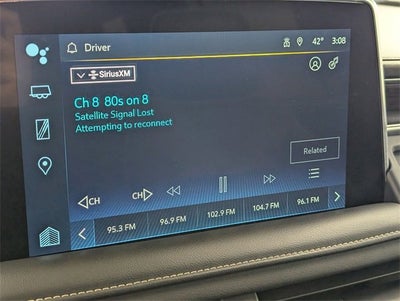 Driver
42° 3:08
SiriusXM
Ch 8 80s on 8
Satellite Signal Lost
Attempting to reconnect
Related
CH CH
95.3 FM 96.9 FM 102.9 FM 104.7 FM 96.1 FM